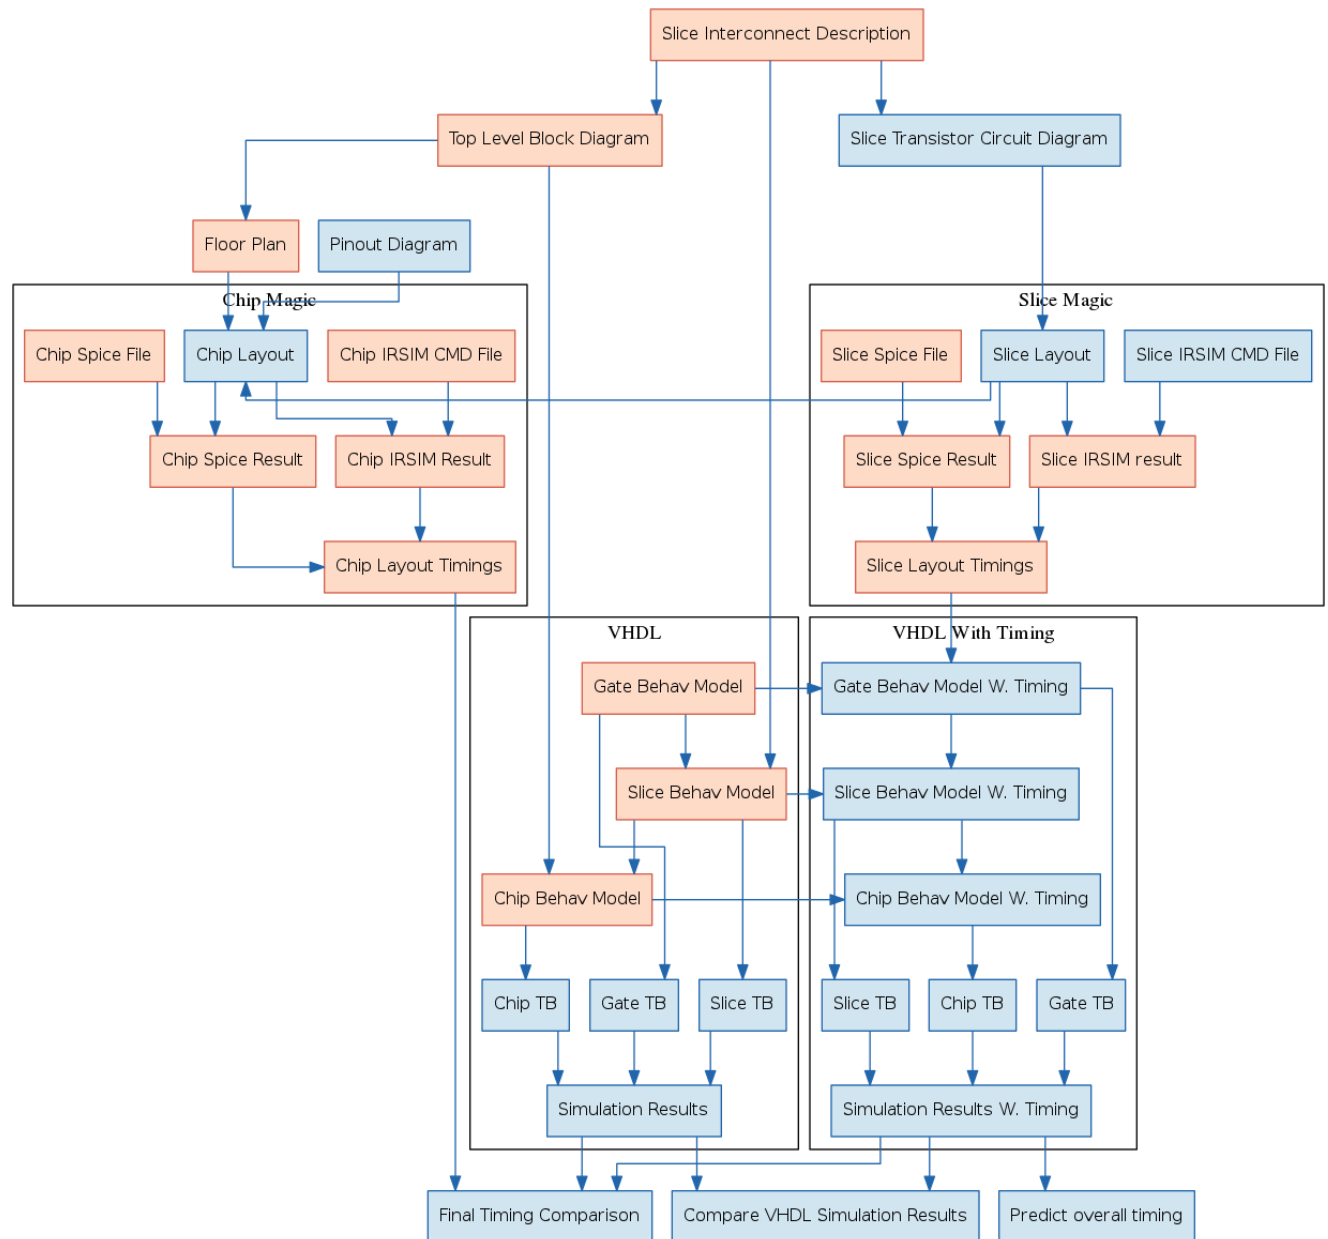 Slice Interconnect Description
Top Level Block Diagram
Slice Transistor Circuit Diagram
Floor Plan
Pinout Diagram
Chip Magic
Slice Magic
Chip Spice File
Chip Layout
Chip IRSIM CMD File
Slice Spice File
Slice Layout
Slice IRSIM CMD File
Chip Spice Result
Chip IRSIM Result
Slice Spice Result
Slice IRSIM result
Chip Layout Timings
Slice Layout Timings
VHDL
VHDL With Timing
Gate Behav Model
Gate Behav Model W. Timing
Slice Behav Model
Slice Behav Model W. Timing
Chip Behav Model
Chip Behav Model W. Timing
Chip TB
Gate TB
Slice TB
Slice TB
Chip TB
Gate TB
Simulation Results
Simulation Results W. Timing
Final Timing Comparison
Compare VHDL Simulation Results
Predict overall timing